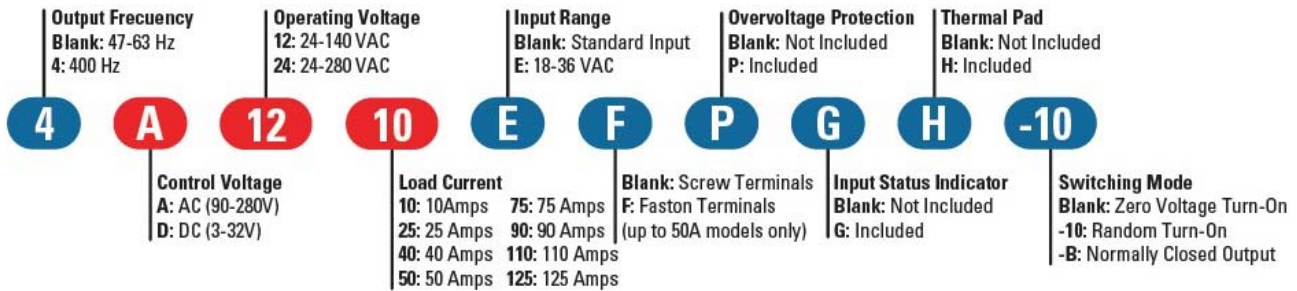 Output Frecuency
Blank: 47-63 Hz
4: 400 Hz
Operating Voltage
12: 24-140 VAC
24: 24-280 VAC
Input Range
Blank: Standard Input
E: 18-36 VAC
Overvoltage Protection
Blank: Not Included
P: Included
Thermal Pad
Blank: Not Included
H: Included
4 A 12 10 E F P G H -10
Control Voltage
A: AC (90-280V)
D: DC (3-32V)
Load Current
10: 10Amps 75: 75 Amps
25: 25 Amps 90: 90 Amps
40: 40 Amps 110: 110 Amps
50: 50 Amps 125: 125 Amps
Blank: Screw Terminals
F: Faston Terminals
(up to 50A models only)
Input Status Indicator
Blank: Not Included
G: Included
Switching Mode
Blank: Zero Voltage Turn-On
-10: Random Turn-On
-B: Normally Closed Output